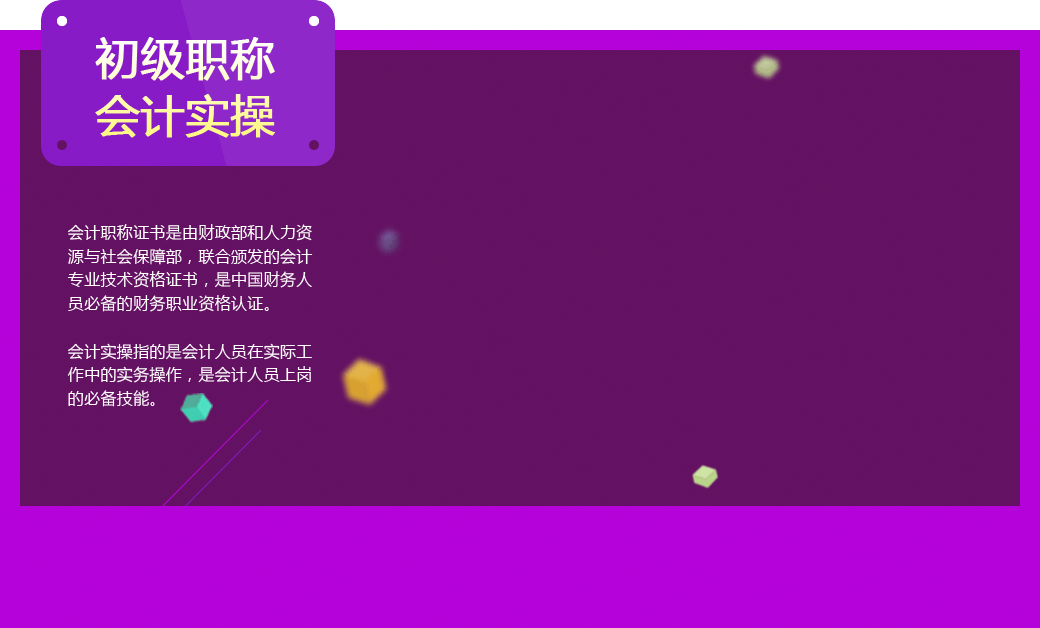 初级职称
会计实操
会计职称证书是由财政部和人力资
源与社会保障部，联合颁发的会计
专业技术资格证书，是中国财务人
员必备的财务职业资格认证。
会计实操指的是会计人员在实际工
作中的实务操作，是会计人员上岗
的必备技能。